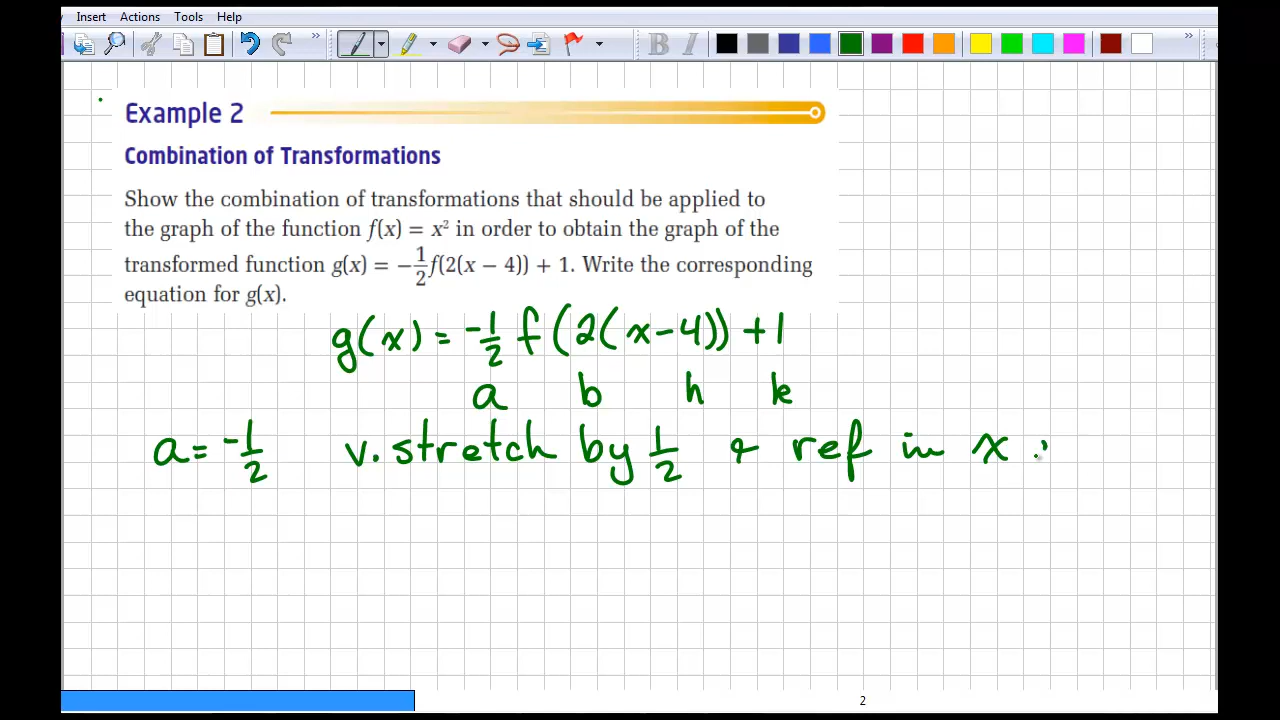 Insert Actions Tools Help
B I
Example 2
Combination of Transformations
Show the combination of transformations that should be applied to
the graph of the function f(x) = x² in order to obtain the graph of the
transformed function g(x) = −1/2f(2(x − 4)) + 1. Write the corresponding
equation for g(x).
g(x) = -1/2 f(2(x-4)) +1
a b h k
a = -1/2 v. stretch by 1/2 & ref in x
2